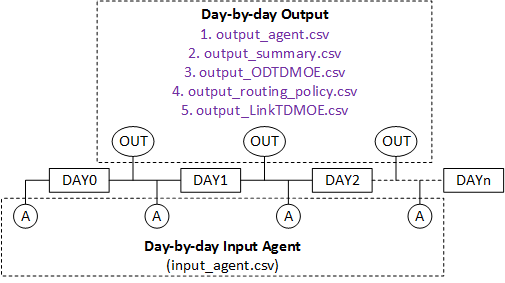 Day-by-day Output
1. output_agent.csv
2. output_summary.csv
3. output_ODTDMOE.csv
4. output_routing_policy.csv
5. output_LinkTDMOE.csv
OUT OUT OUT
DAY0 DAY1 DAY2 DAYn
A A A A
Day-by-day Input Agent
(input_agent.csv)